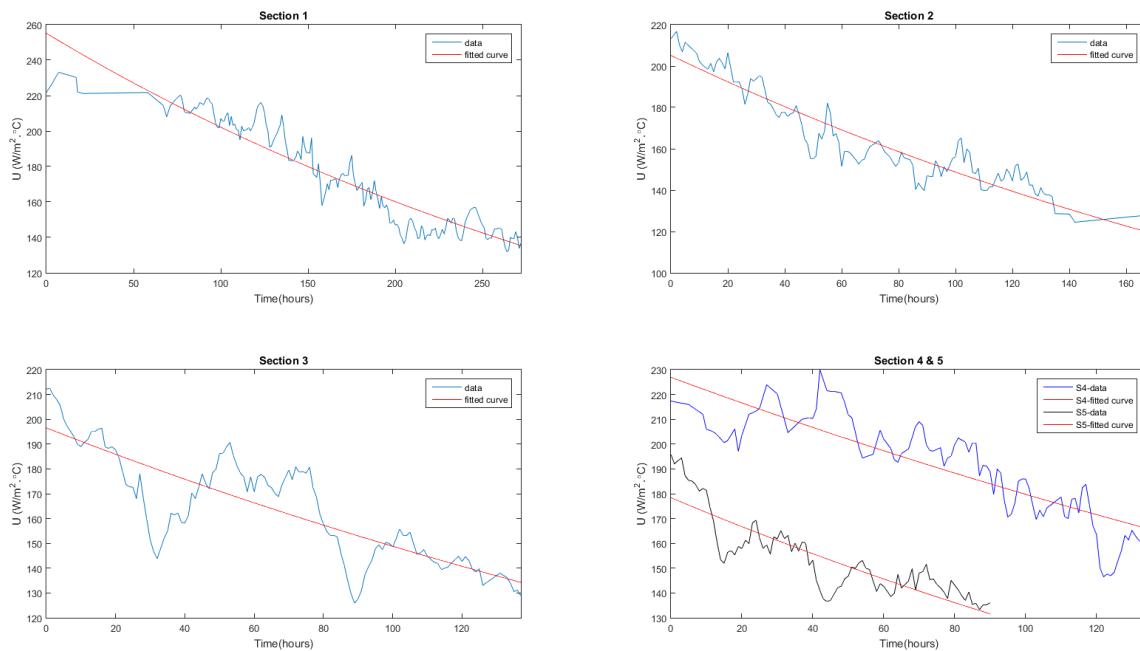 Section 1
260
240
220
200
180
160
140
120
U (W/m². °C)
0 50 100 150 200 250
Time(hours)
data
fitted curve
Section 2
220
200
180
160
140
120
100
U (W/m². °C)
0 20 40 60 80 100 120 140 160
Time(hours)
data
fitted curve
Section 3
220
210
200
190
180
170
160
150
140
130
120
U (W/m². °C)
0 20 40 60 80 100 120
Time(hours)
data
fitted curve
Section 4 & 5
230
220
210
200
190
180
170
160
150
140
130
U (W/m². °C)
0 20 40 60 80 100 120
Time(hours)
S4-data
S4-fitted curve
S5-data
S5-fitted curve